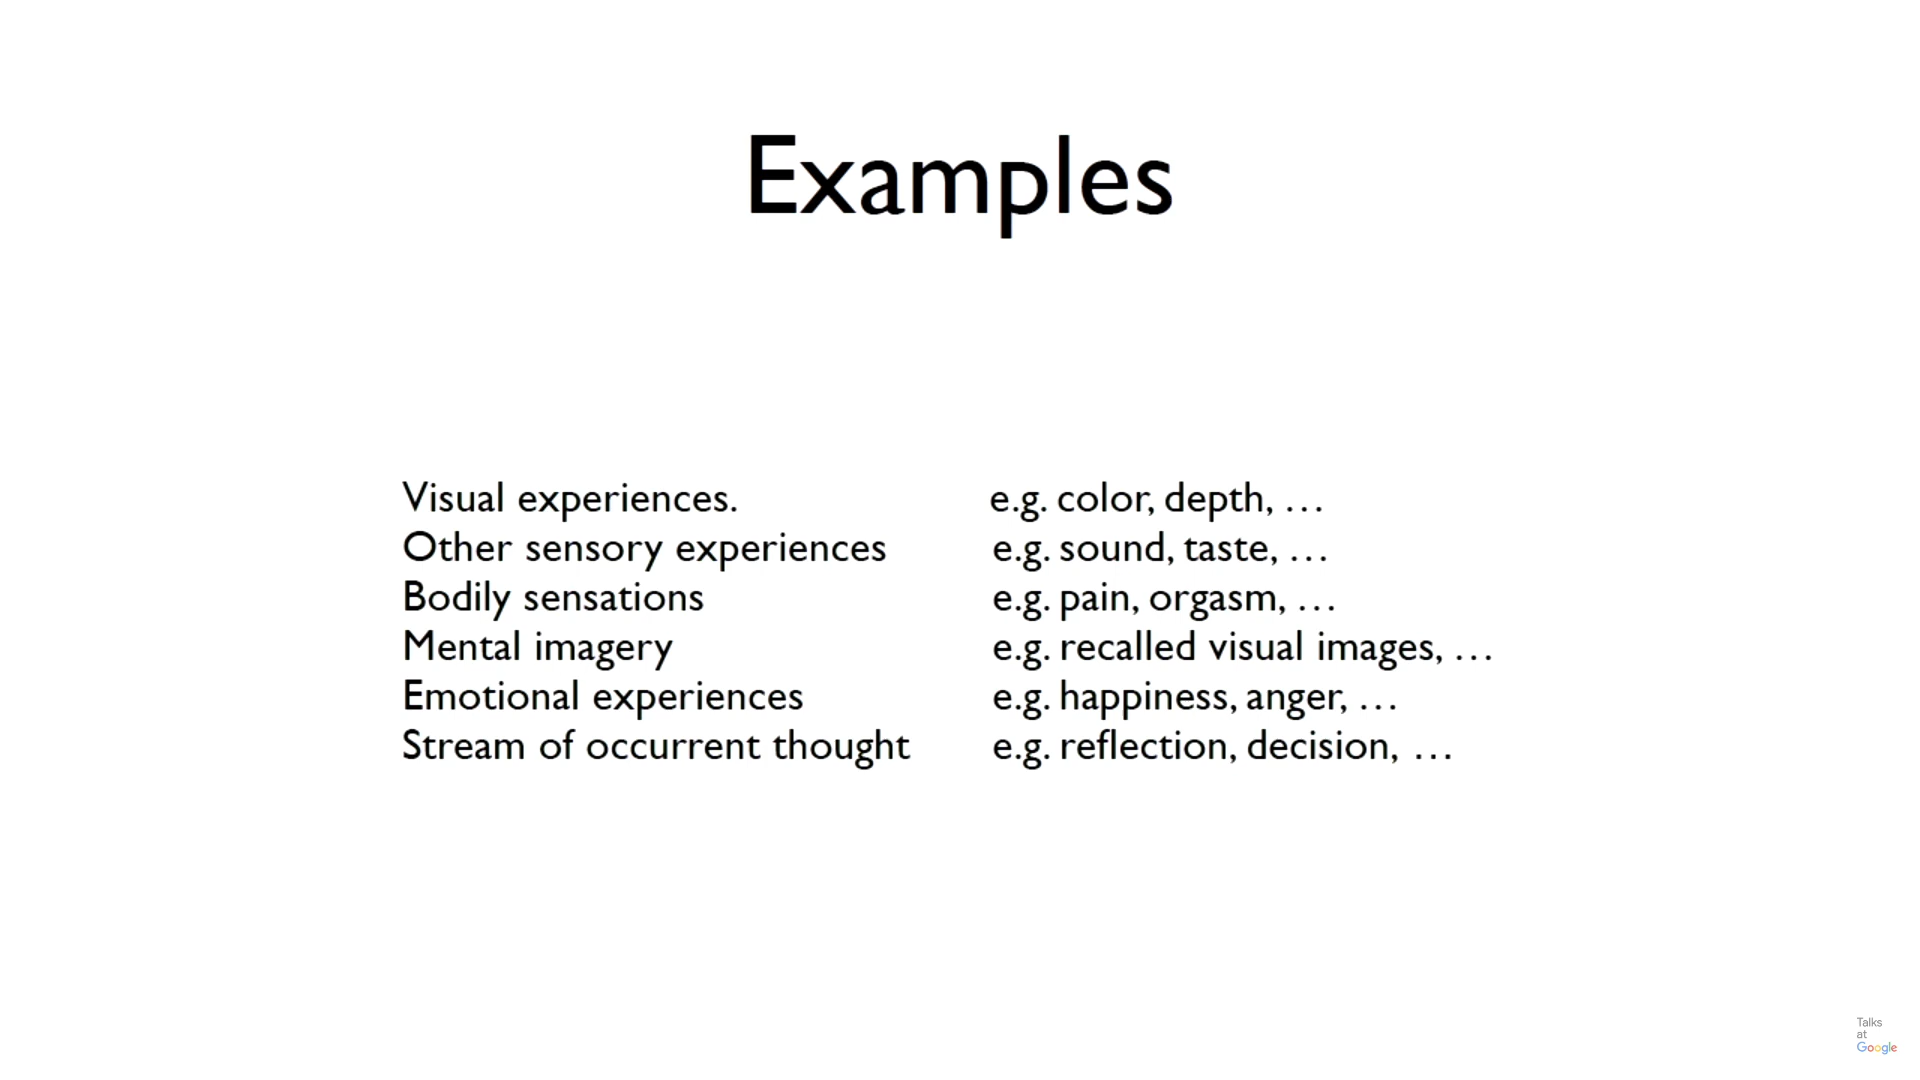 Examples
Visual experiences. e.g. color, depth, …
Other sensory experiences e.g. sound, taste, …
Bodily sensations e.g. pain, orgasm, …
Mental imagery e.g. recalled visual images, …
Emotional experiences e.g. happiness, anger, …
Stream of occurrent thought e.g. reflection, decision, …
Talks
at
Google